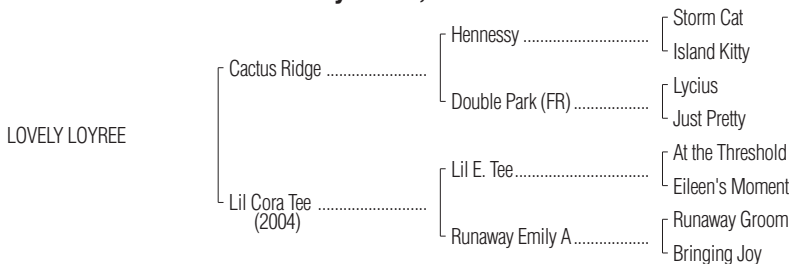 Storm Cat
Hennessy ..............................
Island Kitty
Cactus Ridge ........................
Lycius
Double Park (FR) ..................
Just Pretty
LOVELY LOYREE
At the Threshold
Lil E. Tee................................
Eileen's Moment
Lil Cora Tee ..........................
(2004)
Runaway Groom
Runaway Emily A..................
Bringing Joy